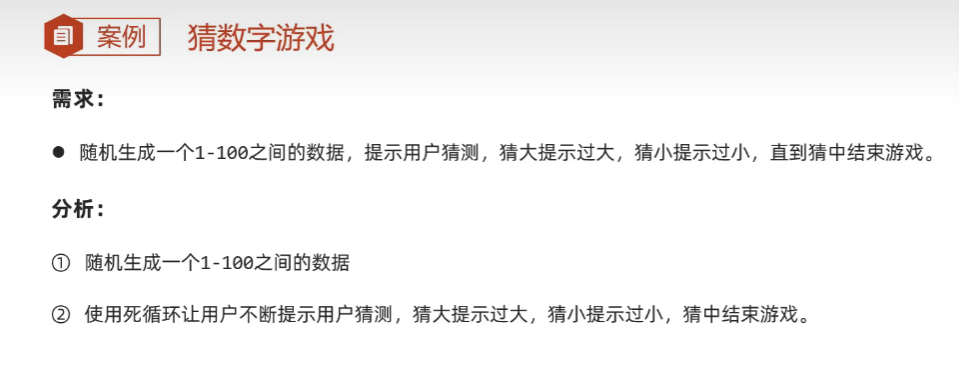 案例 猜数字游戏
需求：
● 随机生成一个1-100之间的数据，提示用户猜测，猜大提示过大，猜小提示过小，直到猜中结束游戏。
分析：
① 随机生成一个1-100之间的数据
② 使用死循环让用户不断提示用户猜测，猜大提示过大，猜小提示过小，猜中结束游戏。